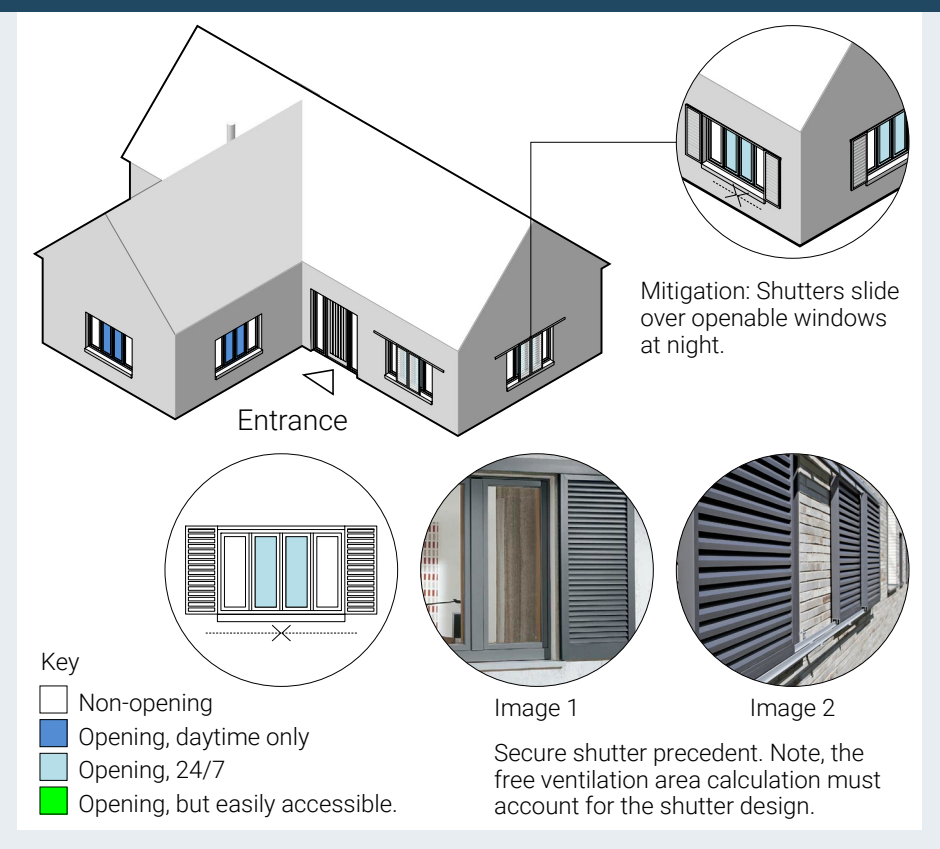 Mitigation: Shutters slide
over openable windows
at night.
Entrance
Key
Non-opening
Opening, daytime only
Opening, 24/7
Opening, but easily accessible.
Image 1
Image 2
Secure shutter precedent. Note, the
free ventilation area calculation must
account for the shutter design.